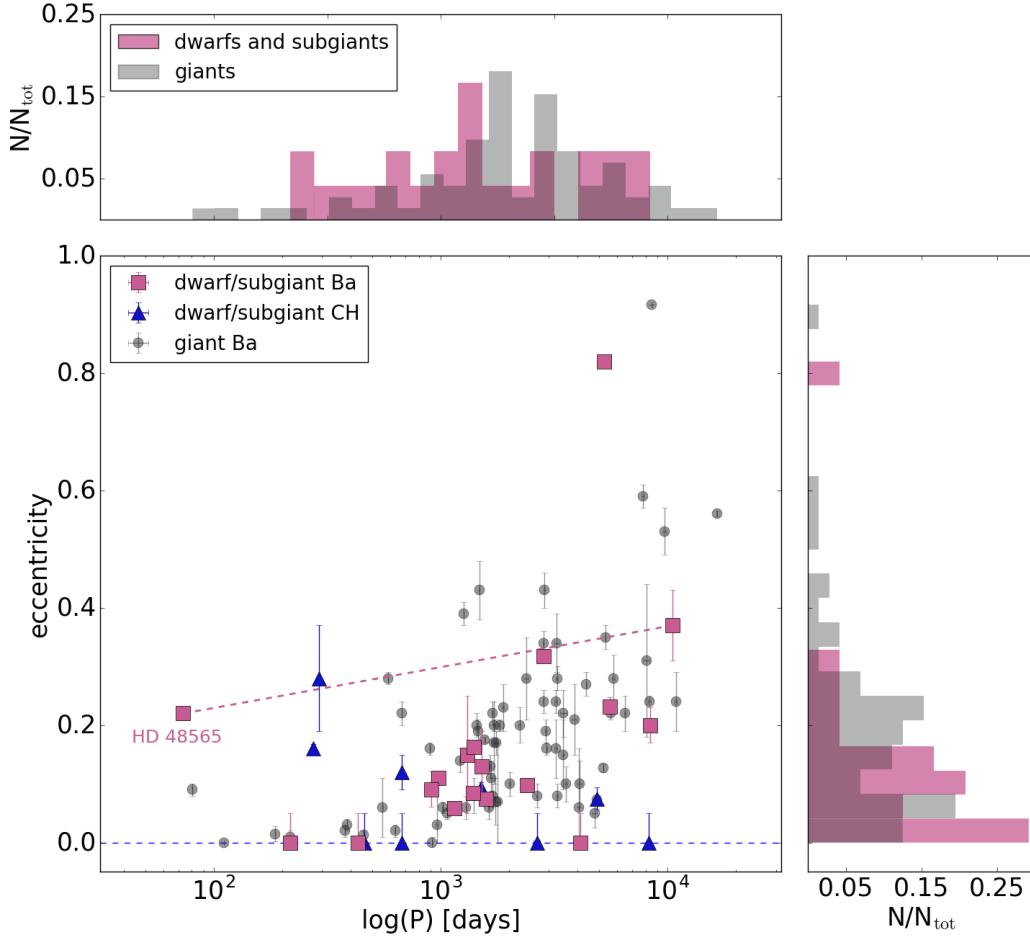 0.25
0.15
0.05
N/Ntot
dwarfs and subgiants
giants
1.0
0.8
0.6
0.4
0.2
0.0
eccentricity
dwarf/subgiant Ba
dwarf/subgiant CH
giant Ba
HD 48565
10^2
10^3
10^4
log(P) [days]
0.05
0.15
0.25
N/Ntot